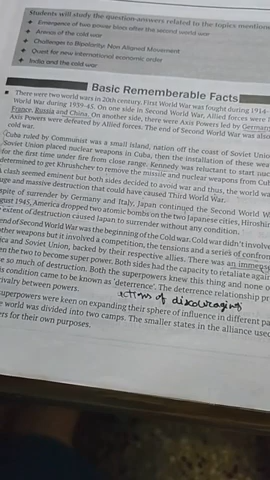 Students will study the question-answers related to the topics mentione
Emergence of two power blocs after the second world war
Arenas of the cold war
Challenges to Bipolarity: Non Aligned Movement
Quest for new international economic order
India and the cold war
Basic Rememberable Facts
There were two world wars in 20th century. First World War was fought during 1914-
World War during 1939-45. On one side in Second World War, Allied forces were
France, Russia and China. On another side, there were Axis Powers led by Germany
Axis Powers were defeated by Allied forces. The end of Second World War was also
cold war.
Cuba ruled by Communist was a small island, nation off the coast of
Soviet Union placed nuclear weapons in Cuba, then the installation of these wea
for the first time under fire from close range. Kennedy was reluctant to start nuc
determined to get Khrushchev to remove the missile and nuclear weapons from Cub
A clash seemed eminent but both sides decided to avoid war and thus, the world wa
uge and massive destruction that could have caused Third World War.
spite of surrender by Germany and Italy, Japan continued the Second W
ugust 1945, America dropped two atomic bombs on the two Japanese cities, Hiroshi
extent of destruction caused Japan to surrender without any condition.
end of Second World War was the beginning of the Cold War. Cold war didn't involve
other weapons but it involved a competition, the tensions and a series of confron
ica and Soviet Union, backed by their respective allies. There was an immens
n the two to become super power. Both sides had the capacity to retaliate again
e so much of destruction. Both the superpowers knew this thing and none o
s condition came to be known as 'deterrence'. The deterrence relationship pr
rivalry between powers.
ctions of discouraging
superpowers were keen on expanding their sphere of influence in different pa
e world was divided into two camps. The smaller states in the alliance used
ers for their own purposes.